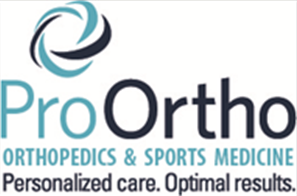 ProOrtho
ORTHOPEDICS & SPORTS MEDICINE
Personalized care. Optimal results.